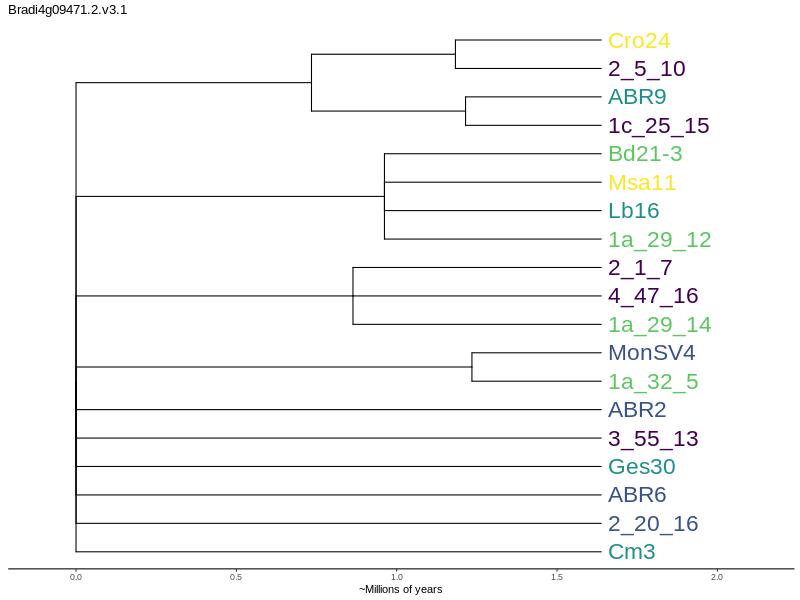 Bradi4g09471.2.v3.1
Cro24
2_5_10
ABR9
1c_25_15
Bd21-3
Msa11
Lb16
1a_29_12
2_1_7
4_47_16
1a_29_14
MonSV4
1a_32_5
ABR2
3_55_13
Ges30
ABR6
2_20_16
Cm3
0.0 0.5 1.0 1.5 2.0
~Millions of years